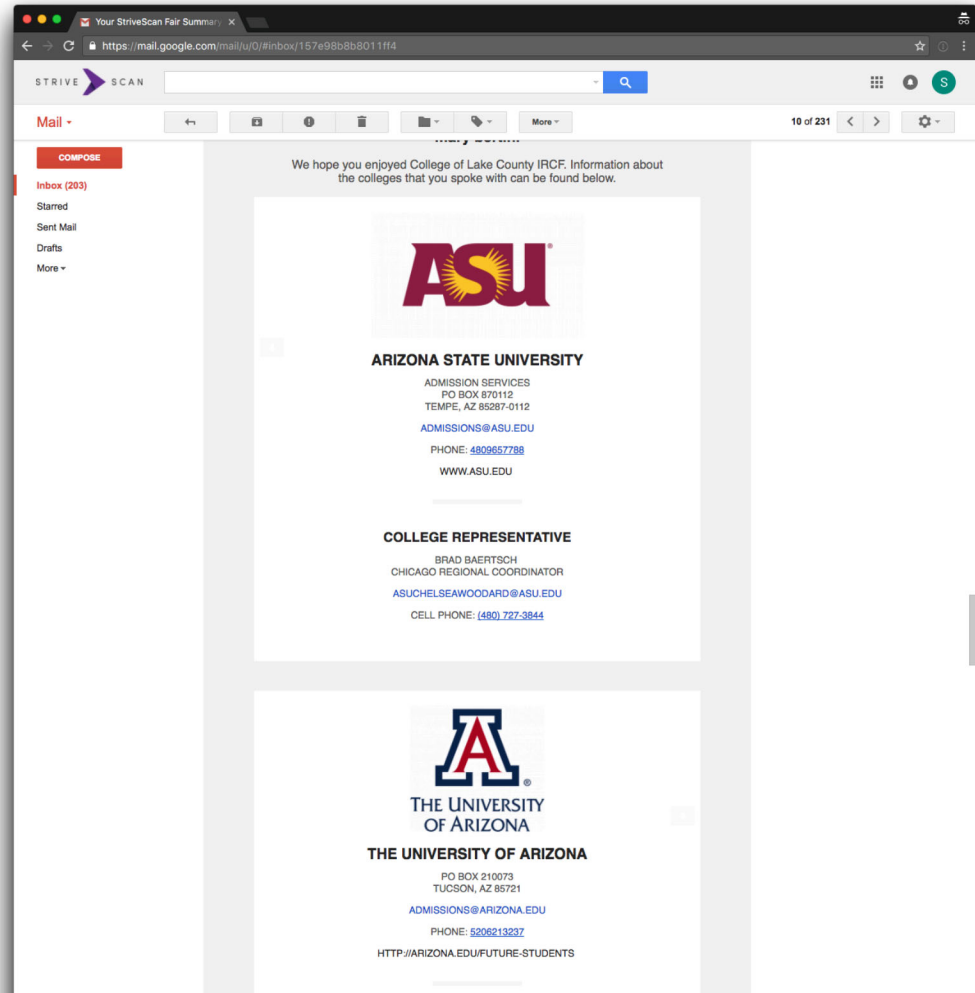 Your StriveScan Fair Summary
https://mail.google.com/mail/u/0/#inbox/157e98b8b8011ff4
STRIVE SCAN
S
Mail
More
10 of 231
COMPOSE
Inbox (203)
Starred
Sent Mail
Drafts
More
We hope you enjoyed College of Lake County IRCF. Information about
the colleges that you spoke with can be found below.
ASU
ARIZONA STATE UNIVERSITY
ADMISSION SERVICES
PO BOX 870112
TEMPE, AZ 85287-0112
ADMISSIONS@ASU.EDU
PHONE: 4809657788
WWW.ASU.EDU
COLLEGE REPRESENTATIVE
BRAD BAERTSCH
CHICAGO REGIONAL COORDINATOR
ASUCHELSEAWOODARD@ASU.EDU
CELL PHONE: (480) 727-3844
A
®
THE UNIVERSITY
OF ARIZONA
THE UNIVERSITY OF ARIZONA
PO BOX 210073
TUCSON, AZ 85721
ADMISSIONS@ARIZONA.EDU
PHONE: 5206213237
HTTP://ARIZONA.EDU/FUTURE-STUDENTS